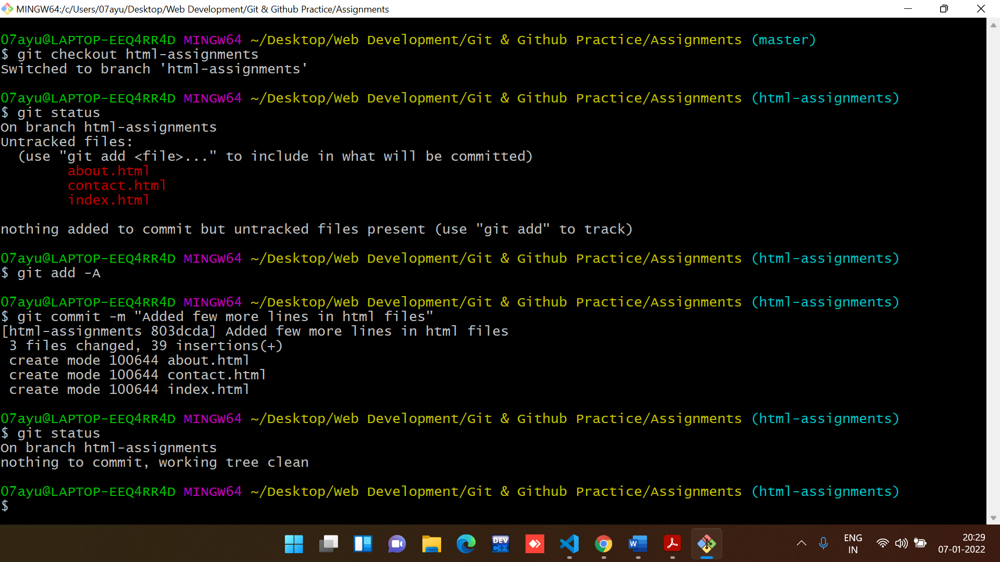 MINGW64:/c/Users/07ayu/Desktop/Web Development/Git & Github Practice/Assignments
07ayu@LAPTOP-EEQ4RR4D MINGW64 ~/Desktop/Web Development/Git & Github Practice/Assignments (master)
$ git checkout html-assignments
Switched to branch 'html-assignments'
07ayu@LAPTOP-EEQ4RR4D MINGW64 ~/Desktop/Web Development/Git & Github Practice/Assignments (html-assignments)
$ git status
On branch html-assignments
Untracked files:
  (use "git add <file>..." to include in what will be committed)
        about.html
        contact.html
        index.html
nothing added to commit but untracked files present (use "git add" to track)
07ayu@LAPTOP-EEQ4RR4D MINGW64 ~/Desktop/Web Development/Git & Github Practice/Assignments (html-assignments)
$ git add -A
07ayu@LAPTOP-EEQ4RR4D MINGW64 ~/Desktop/Web Development/Git & Github Practice/Assignments (html-assignments)
$ git commit -m "Added few more lines in html files"
[html-assignments 803dcda] Added few more lines in html files
 3 files changed, 39 insertions(+)
 create mode 100644 about.html
 create mode 100644 contact.html
 create mode 100644 index.html
07ayu@LAPTOP-EEQ4RR4D MINGW64 ~/Desktop/Web Development/Git & Github Practice/Assignments (html-assignments)
$ git status
On branch html-assignments
nothing to commit, working tree clean
07ayu@LAPTOP-EEQ4RR4D MINGW64 ~/Desktop/Web Development/Git & Github Practice/Assignments (html-assignments)
$
DEV
C++
W
ENG
IN
20:29
07-01-2022